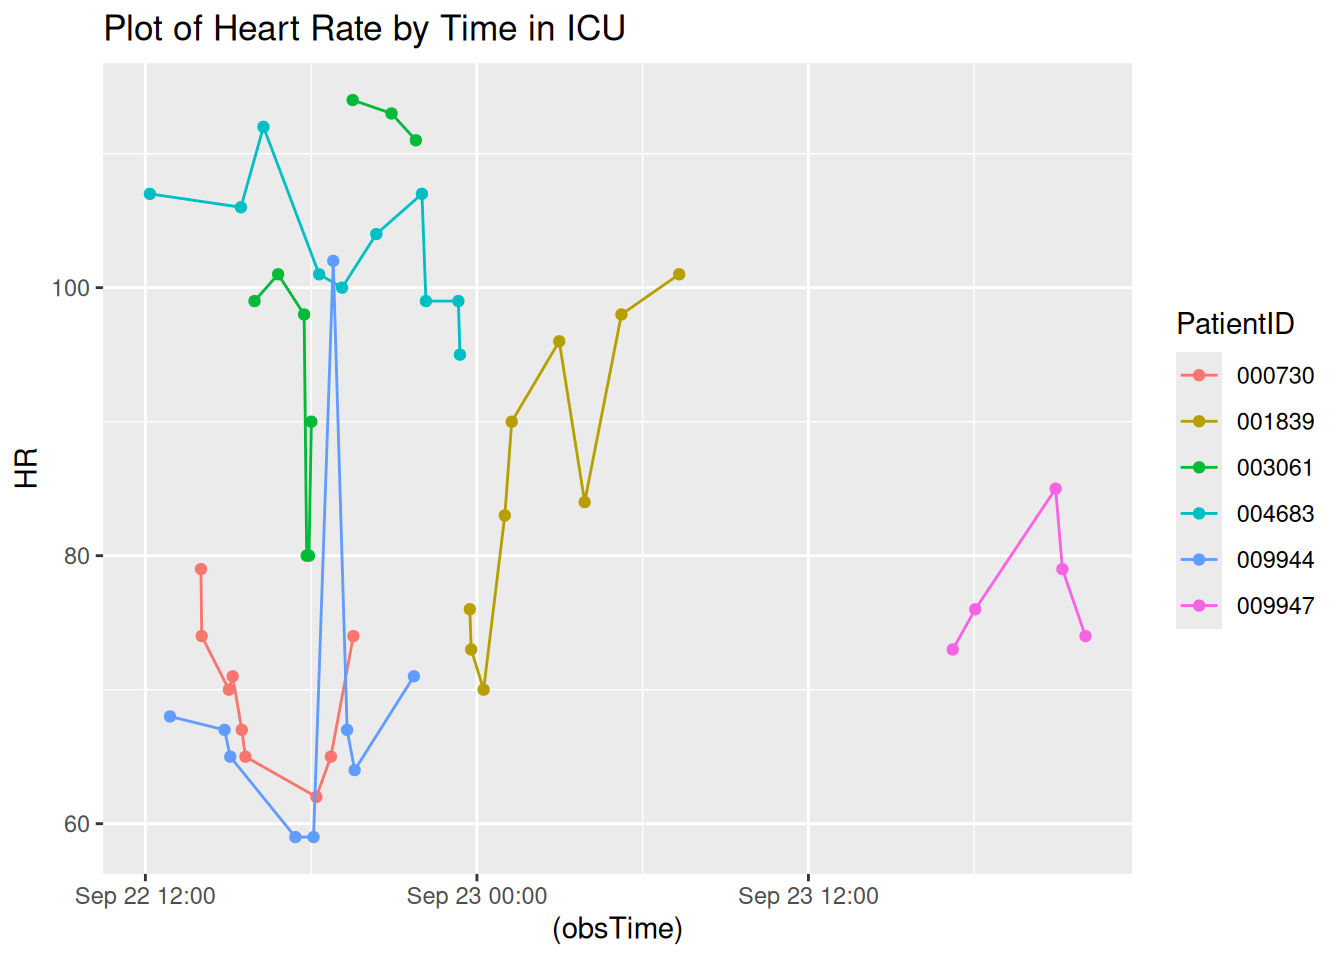 Plot of Heart Rate by Time in ICU
HR
100
80
60
Sep 22 12:00
Sep 23 00:00
Sep 23 12:00
(obsTime)
PatientID
000730
001839
003061
004683
009944
009947